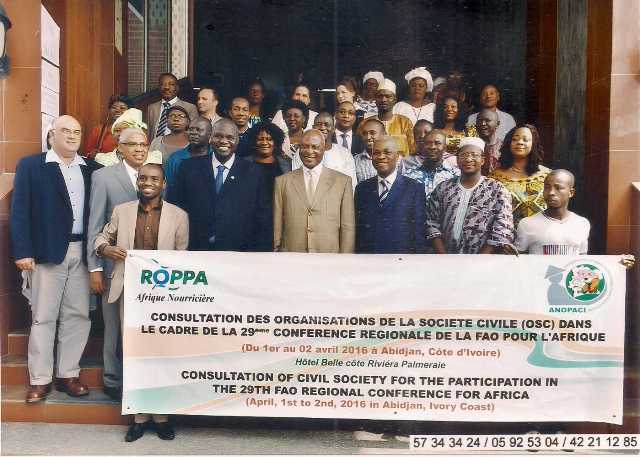 ROPPA
Afrique Nourricière
ANOPACI
CONSULTATION DES ORGANISATIONS DE LA SOCIETE CIVILE (OSC) DANS
LE CADRE DE LA 29ème CONFERENCE REGIONALE DE LA FAO POUR L'AFRIQUE
(Du 1er au 02 avril 2016 à Abidjan, Côte d'Ivoire)
Hôtel Belle côte Riviéra Palmeraie
CONSULTATION OF CIVIL SOCIETY FOR THE PARTICIPATION IN
THE 29TH FAO REGIONAL CONFERENCE FOR AFRICA
(April, 1st to 2nd, 2016 in Abidjan, Ivory Coast)
57 34 34 24 / 05 92 53 04 / 42 21 12 85